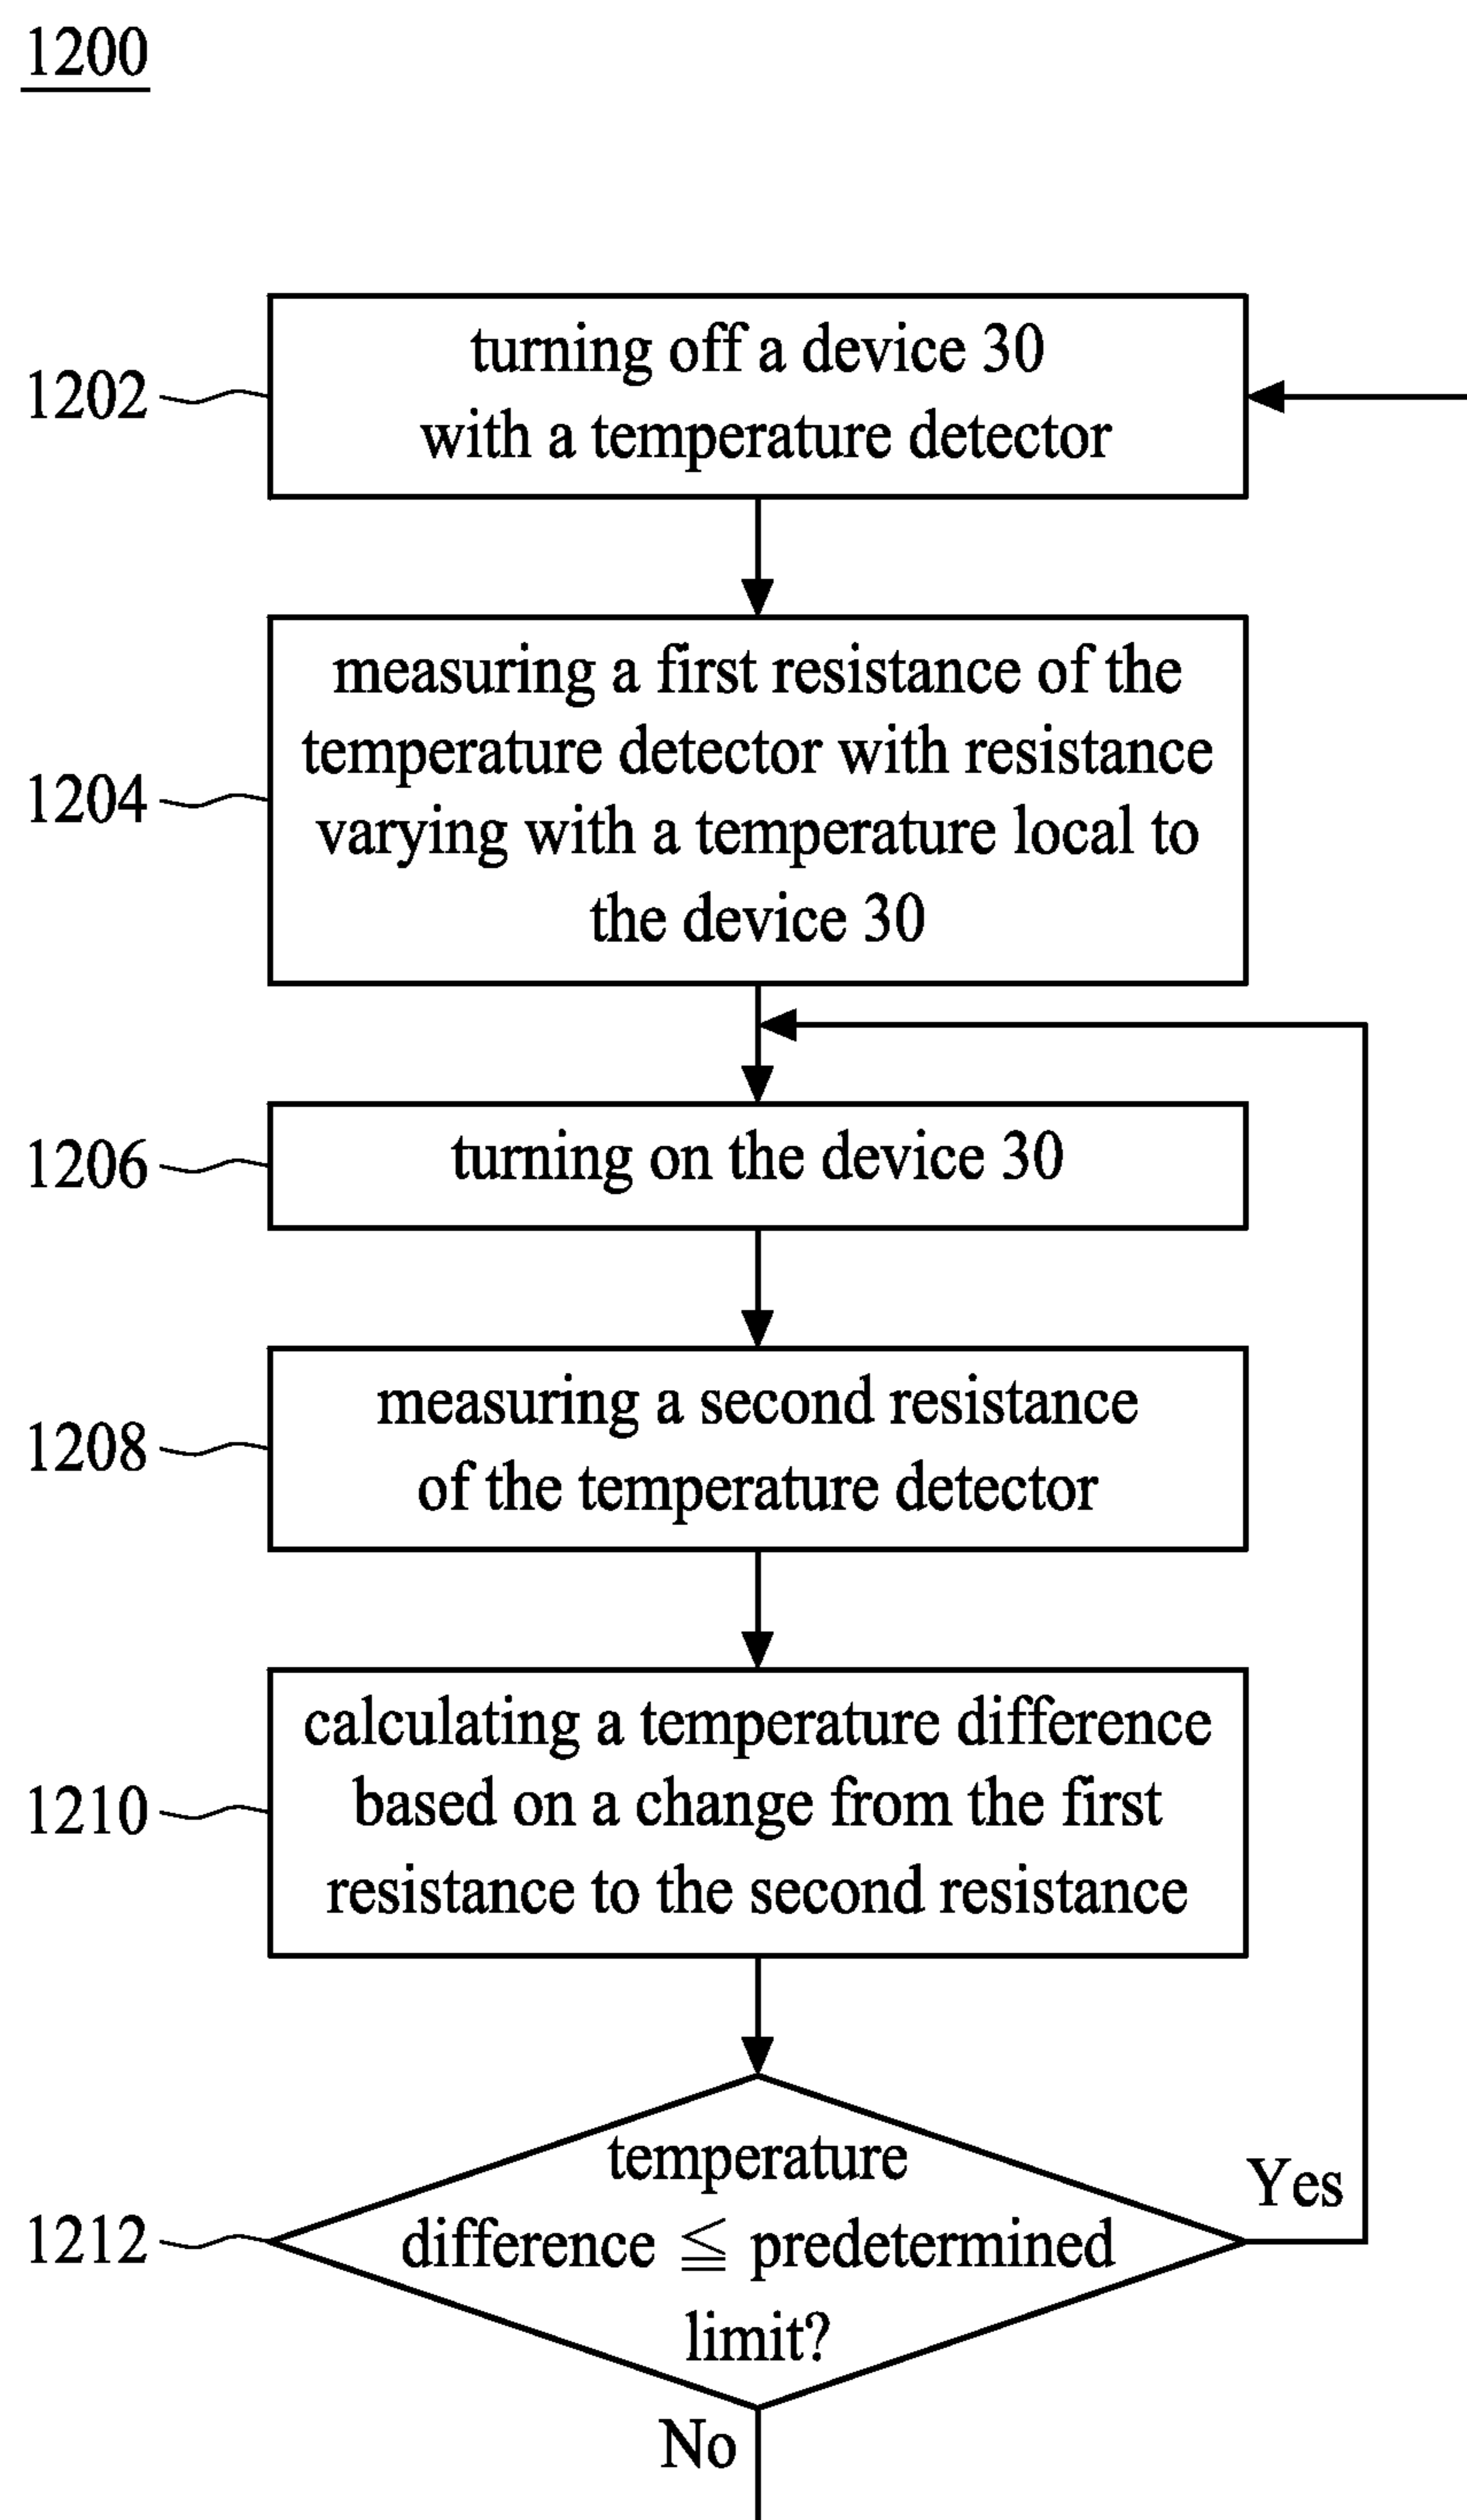 1200
1202
turning off a device 30
with a temperature detector
1204
measuring a first resistance of the
temperature detector with resistance
varying with a temperature local to
the device 30
1206
turning on the device 30
1208
measuring a second resistance
of the temperature detector
1210
calculating a temperature difference
based on a change from the first
resistance to the second resistance
1212
temperature
difference ≦ predetermined
limit?
Yes
No